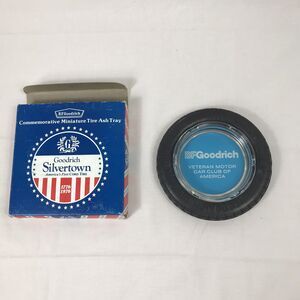 BFGoodrich
Commemorative Miniature Tire Ash Tray
G
Goodrich
Silvertown
America's First Cord Tire
1776
1976
BFGoodrich
VETERAN MOTOR
CAR CLUB OF
AMERICA